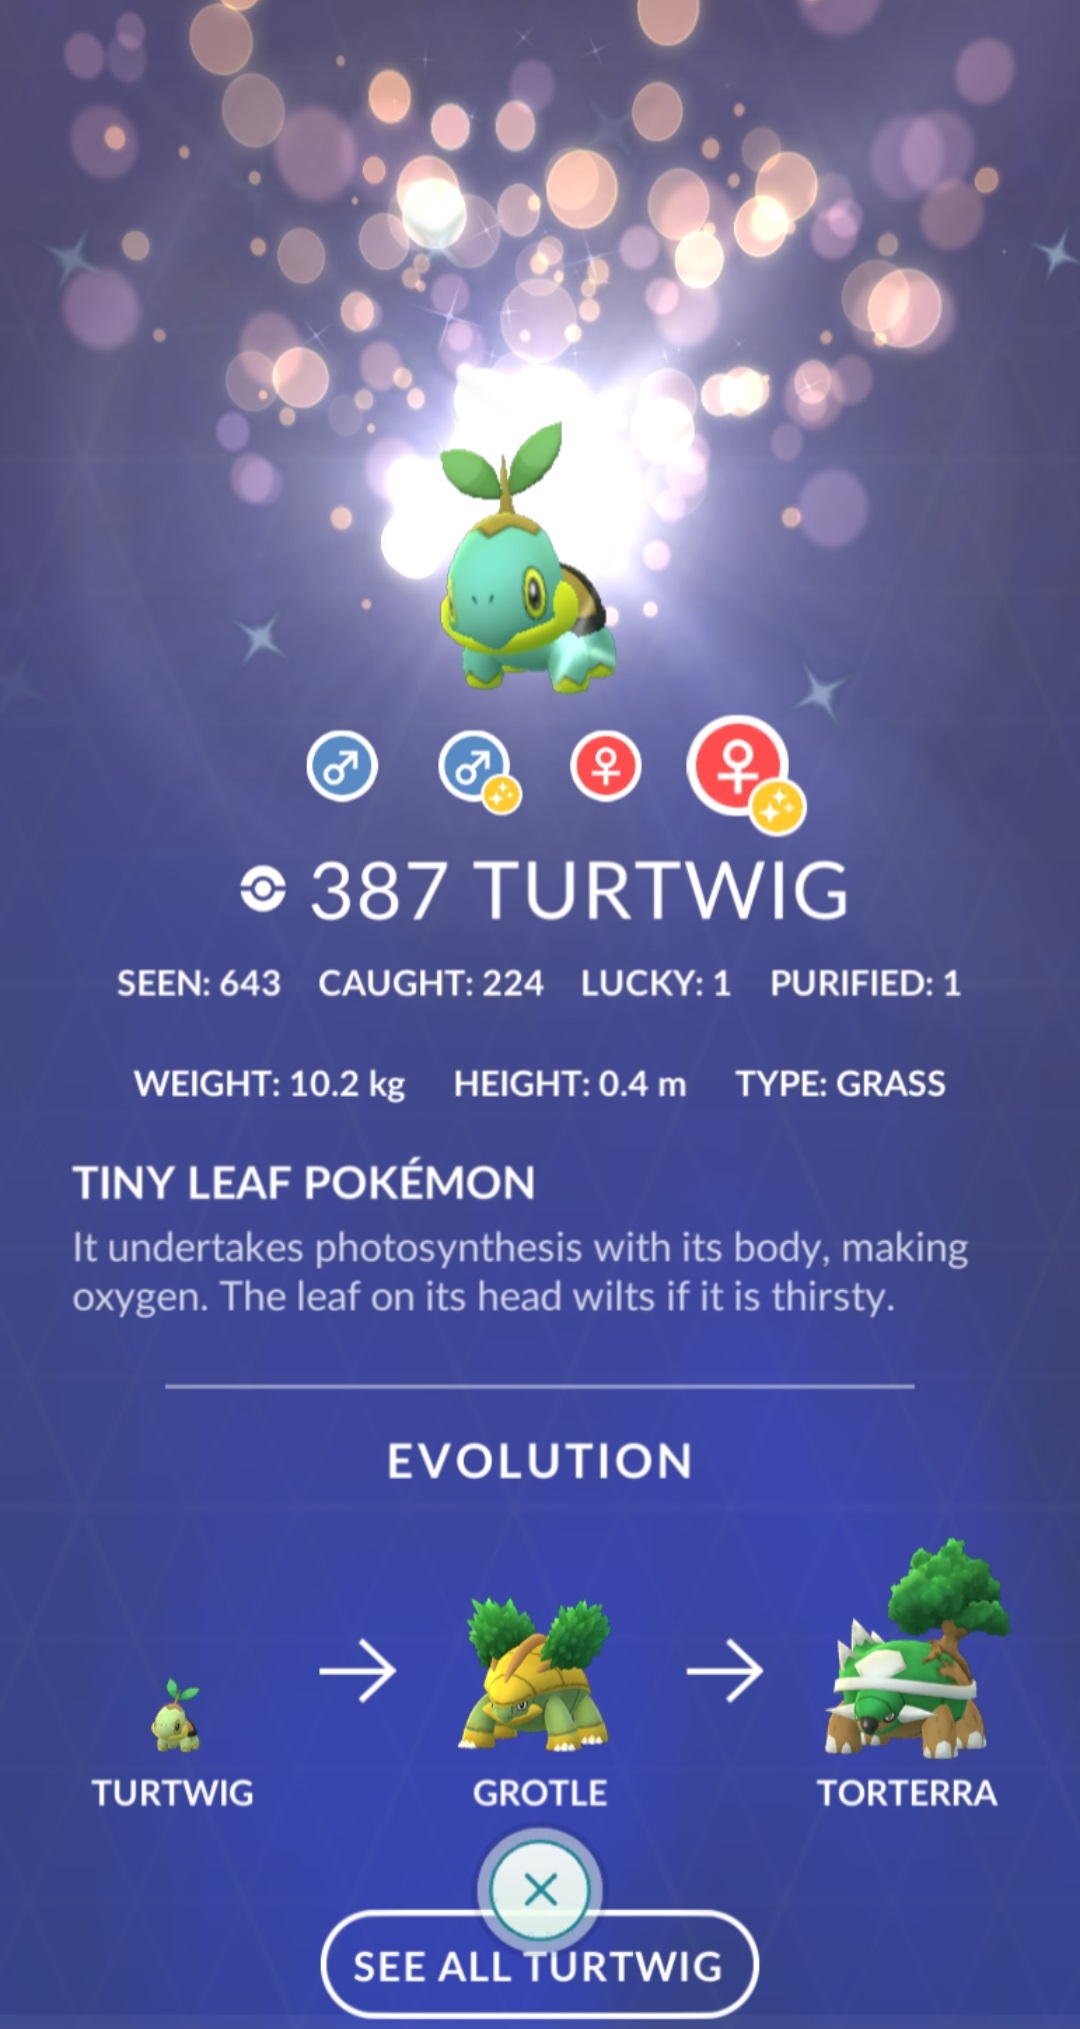 387 TURTWIG
SEEN: 643 CAUGHT: 224 LUCKY: 1 PURIFIED: 1
WEIGHT: 10.2 kg HEIGHT: 0.4 m TYPE: GRASS
TINY LEAF POKÉMON
It undertakes photosynthesis with its body, making
oxygen. The leaf on its head wilts if it is thirsty.
EVOLUTION
TURTWIG GROTLE TORTERRA
SEE ALL TURTWIG